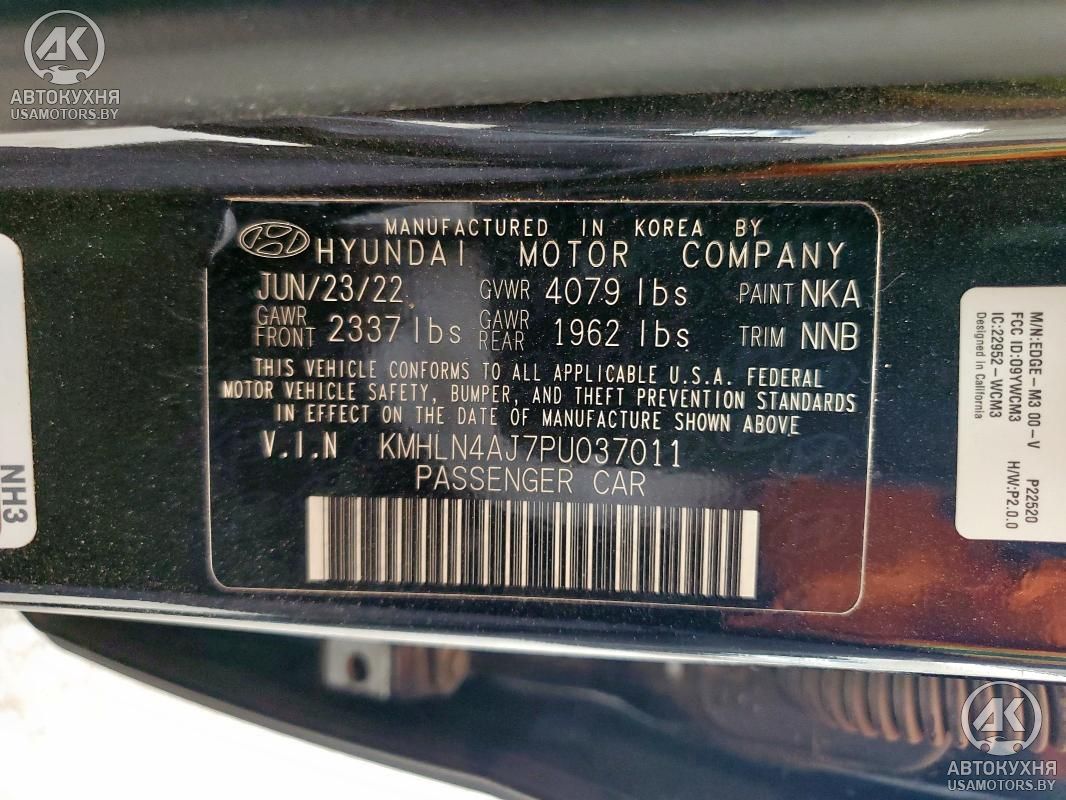 АК
АВТОКУХНЯ
USAMOTORS.BY
MANUFACTURED IN KOREA BY
HYUNDAI MOTOR COMPANY
JUN/23/22 GVWR 4079 lbs PAINT NKA
GAWR FRONT 2337 lbs GAWR REAR 1962 lbs TRIM NNB
THIS VEHICLE CONFORMS TO ALL APPLICABLE U.S.A. FEDERAL
MOTOR VEHICLE SAFETY, BUMPER, AND THEFT PREVENTION STANDARDS
IN EFFECT ON THE DATE OF MANUFACTURE SHOWN ABOVE
V.I.N KMHLN4AJ7PU037011
PASSENGER CAR
NH3
M/N:EDGE-M3 00-V P22520
FCC ID:O9YWCM3 H/W:P2.0.0
IC:22952-WCM3
Designed in California
АК
АВТОКУХНЯ
USAMOTORS.BY